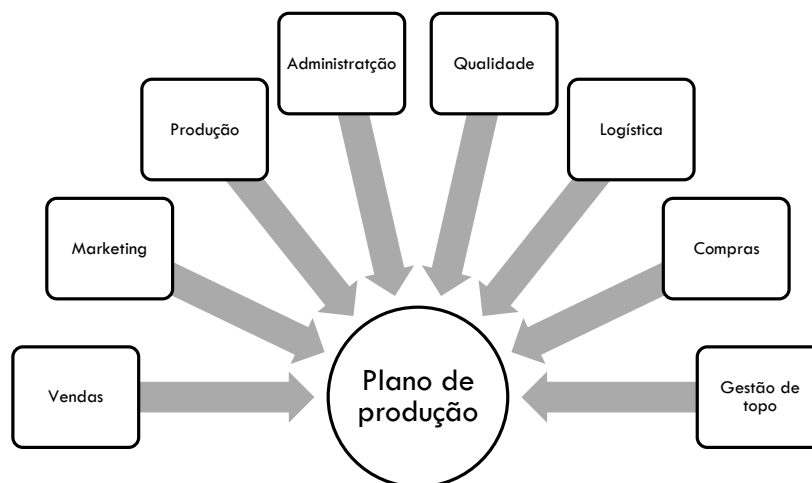 Administratção
Qualidade
Produção
Logística
Marketing
Compras
Vendas
Plano de
produção
Gestão de
topo